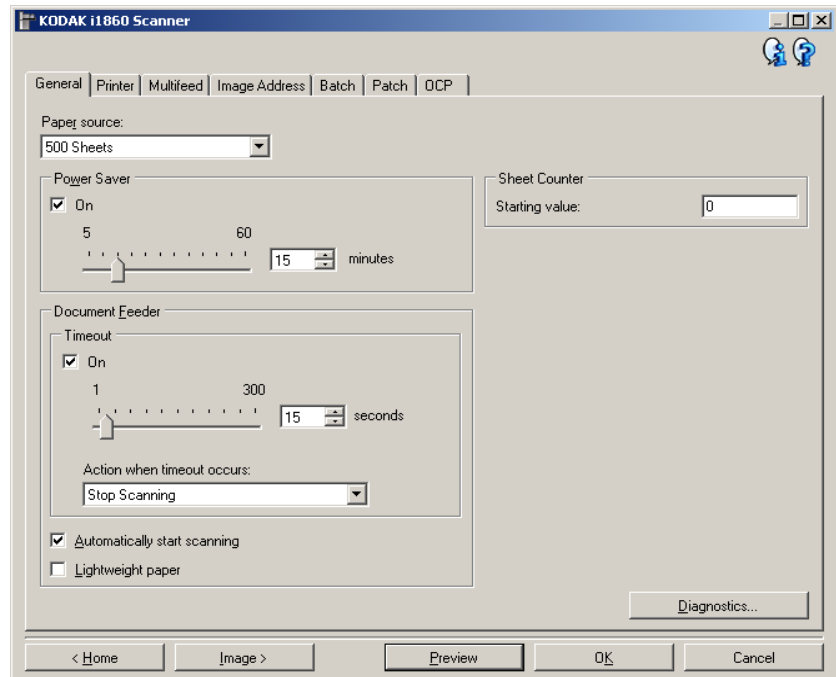 KODAK i1860 Scanner
General Printer Multifeed Image Address Batch Patch OCP
Paper source:
500 Sheets
Power Saver
On
5 60
15 minutes
Sheet Counter
Starting value: 0
Document Feeder
Timeout
On
1 300
15 seconds
Action when timeout occurs:
Stop Scanning
Automatically start scanning
Lightweight paper
Diagnostics...
< Home Image > Preview OK Cancel